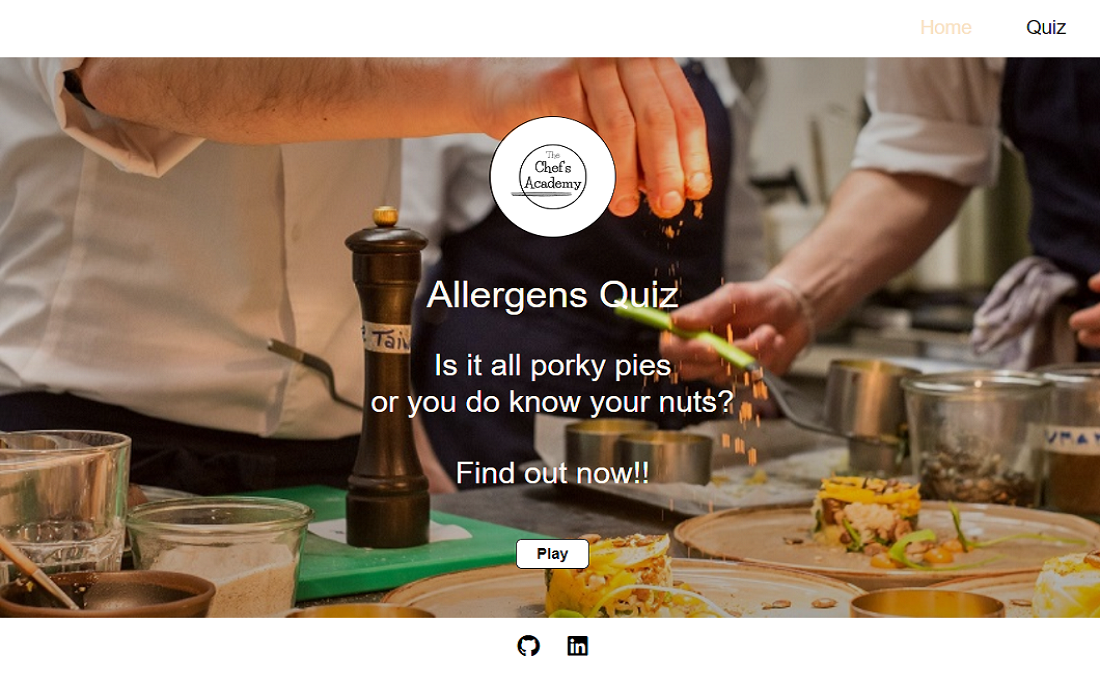 Home Quiz
The
Chef's
Academy
Allergens Quiz
Is it all porky pies
or you do know your nuts?
Find out now!!
Play
in